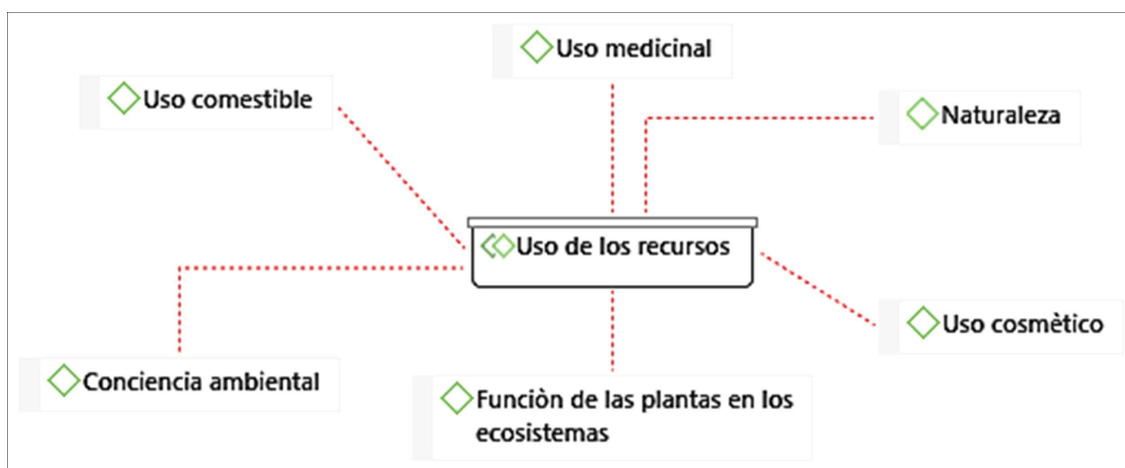 Uso medicinal
Uso comestible
Naturaleza
Uso de los recursos
Uso cosmètico
Conciencia ambiental
Funciòn de las plantas en los
ecosistemas